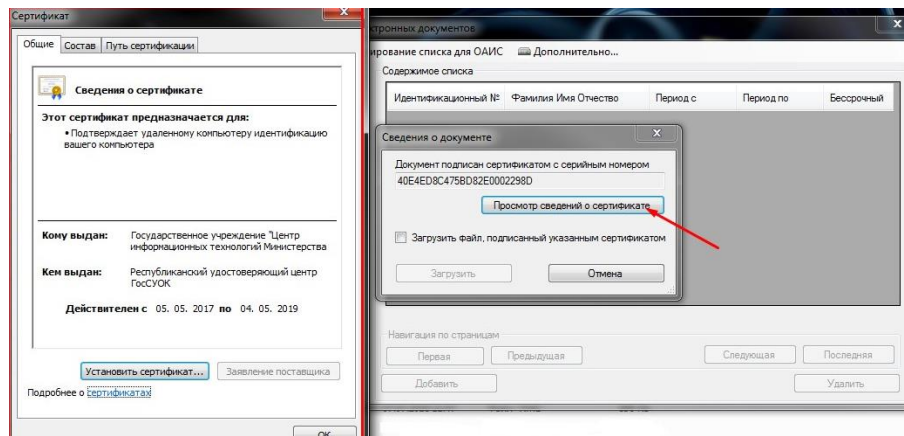 Сертификат
Общие Состав Путь сертификации
Сведения о сертификате
Этот сертификат предназначается для:
• Подтверждает удаленному компьютеру идентификацию
вашего компьютера
Кому выдан: Государственное учреждение "Центр
информационных технологий Министерства
Кем выдан: Республиканский удостоверяющий центр
ГосСУОК
Действителен с 05. 05. 2017 по 04. 05. 2019
Установить сертификат... Заявление поставщика
Подробнее о сертификатах
ОК
стронных документов
ирование списка для ОАИС Дополнительно...
Содержимое списка
Идентификационный № Фамилия Имя Отчество Период с Период по Бессрочный
Сведения о документе
Документ подписан сертификатом с серийным номером
40E4ED8C475BD82E0002298D
Просмотр сведений о сертификате
Загрузить файл, подписанный указанным сертификатом
Загрузить Отмена
Навигация по страницам
Первая Предыдущая Следующая Последняя
Добавить Удалить